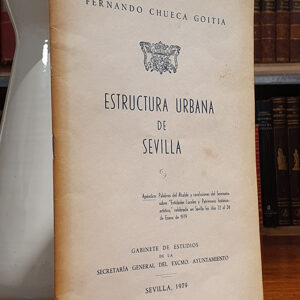 FERNANDO CHUECA GOITIA
ESTRUCTURA URBANA
DE
SEVILLA
Apéndice: Palabras del Alcalde y conclusiones del Seminario
sobre "Entidades Locales y Patrimonio histórico-
artístico", celebrado en Sevilla los días 22 al 26
de Enero de 1979
GABINETE DE ESTUDIOS
DE LA
SECRETARÍA GENERAL DEL EXCMO. AYUNTAMIENTO
SEVILLA, 1979